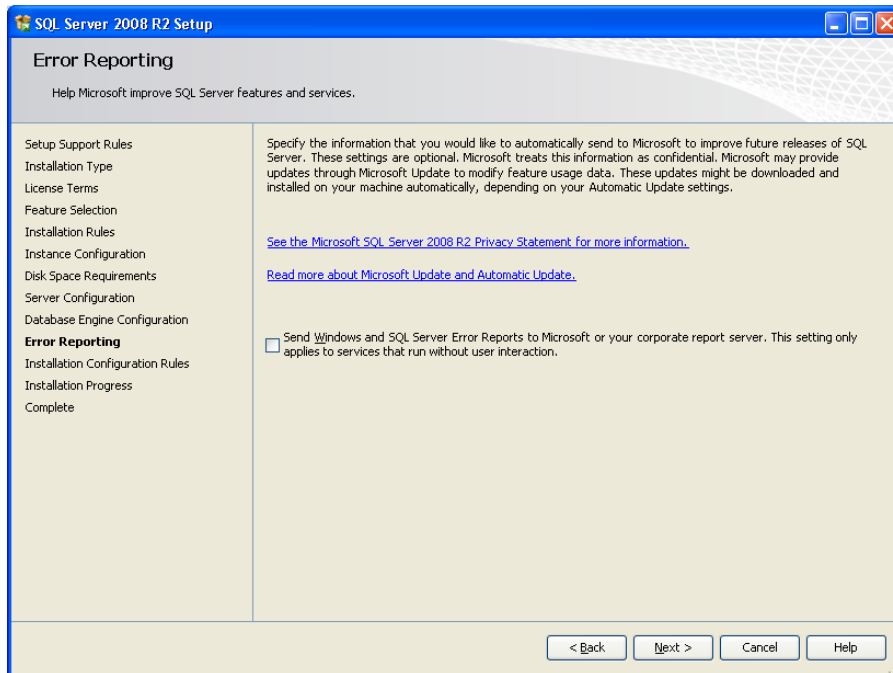 SQL Server 2008 R2 Setup
Error Reporting
Help Microsoft improve SQL Server features and services.
Setup Support Rules
Installation Type
License Terms
Feature Selection
Installation Rules
Instance Configuration
Disk Space Requirements
Server Configuration
Database Engine Configuration
Error Reporting
Installation Configuration Rules
Installation Progress
Complete
Specify the information that you would like to automatically send to Microsoft to improve future releases of SQL
Server. These settings are optional. Microsoft treats this information as confidential. Microsoft may provide
updates through Microsoft Update to modify feature usage data. These updates might be downloaded and
installed on your machine automatically, depending on your Automatic Update settings.
See the Microsoft SQL Server 2008 R2 Privacy Statement for more information.
Read more about Microsoft Update and Automatic Update.
Send Windows and SQL Server Error Reports to Microsoft or your corporate report server. This setting only
applies to services that run without user interaction.
< Back
Next >
Cancel
Help